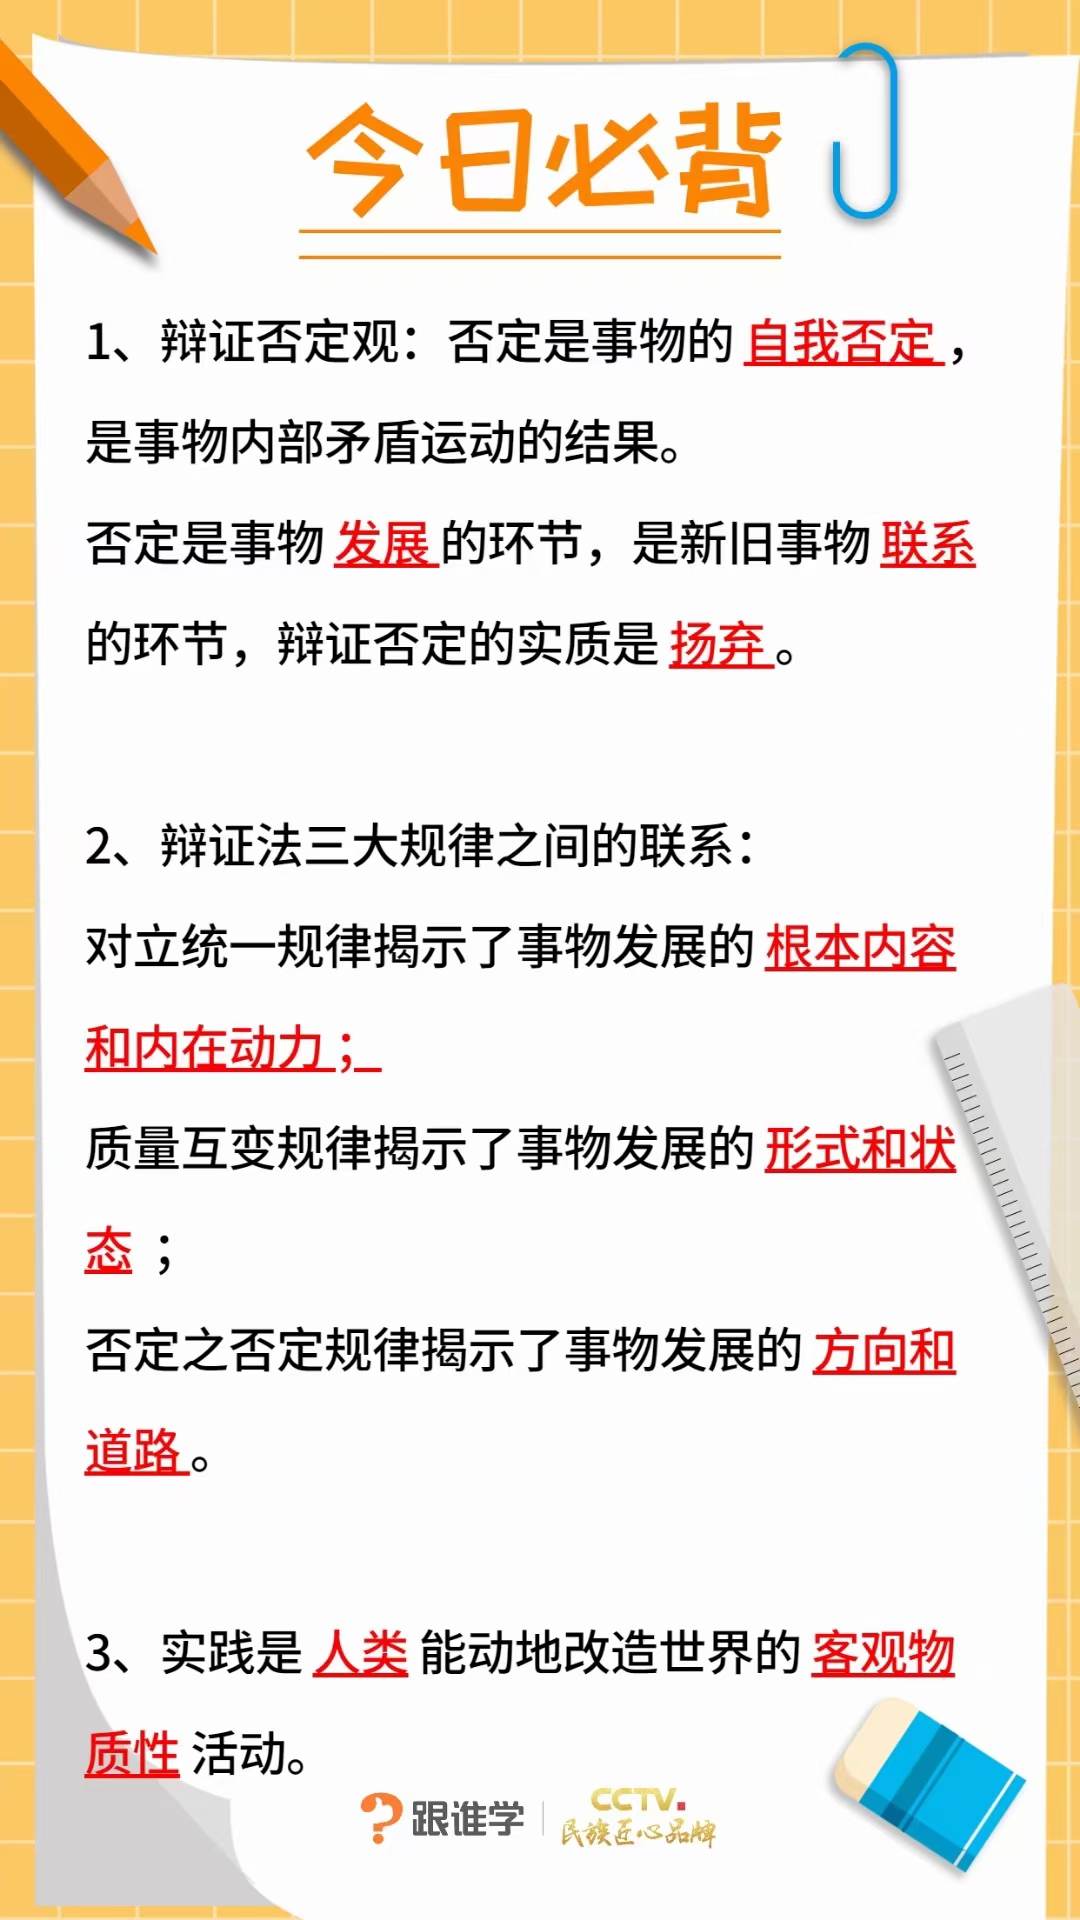 今日必背
1、辩证否定观：否定是事物的 自我否定 ，
是事物内部矛盾运动的结果。
否定是事物 发展 的环节，是新旧事物 联系
的环节，辩证否定的实质是 扬弃 。
2、辩证法三大规律之间的联系：
对立统一规律揭示了事物发展的 根本内容
和内在动力 ；
质量互变规律揭示了事物发展的 形式和状
态 ；
否定之否定规律揭示了事物发展的 方向和
道路 。
3、实践是 人类 能动地改造世界的 客观物
质性 活动。
跟谁学 CCTV.
民族匠心品牌